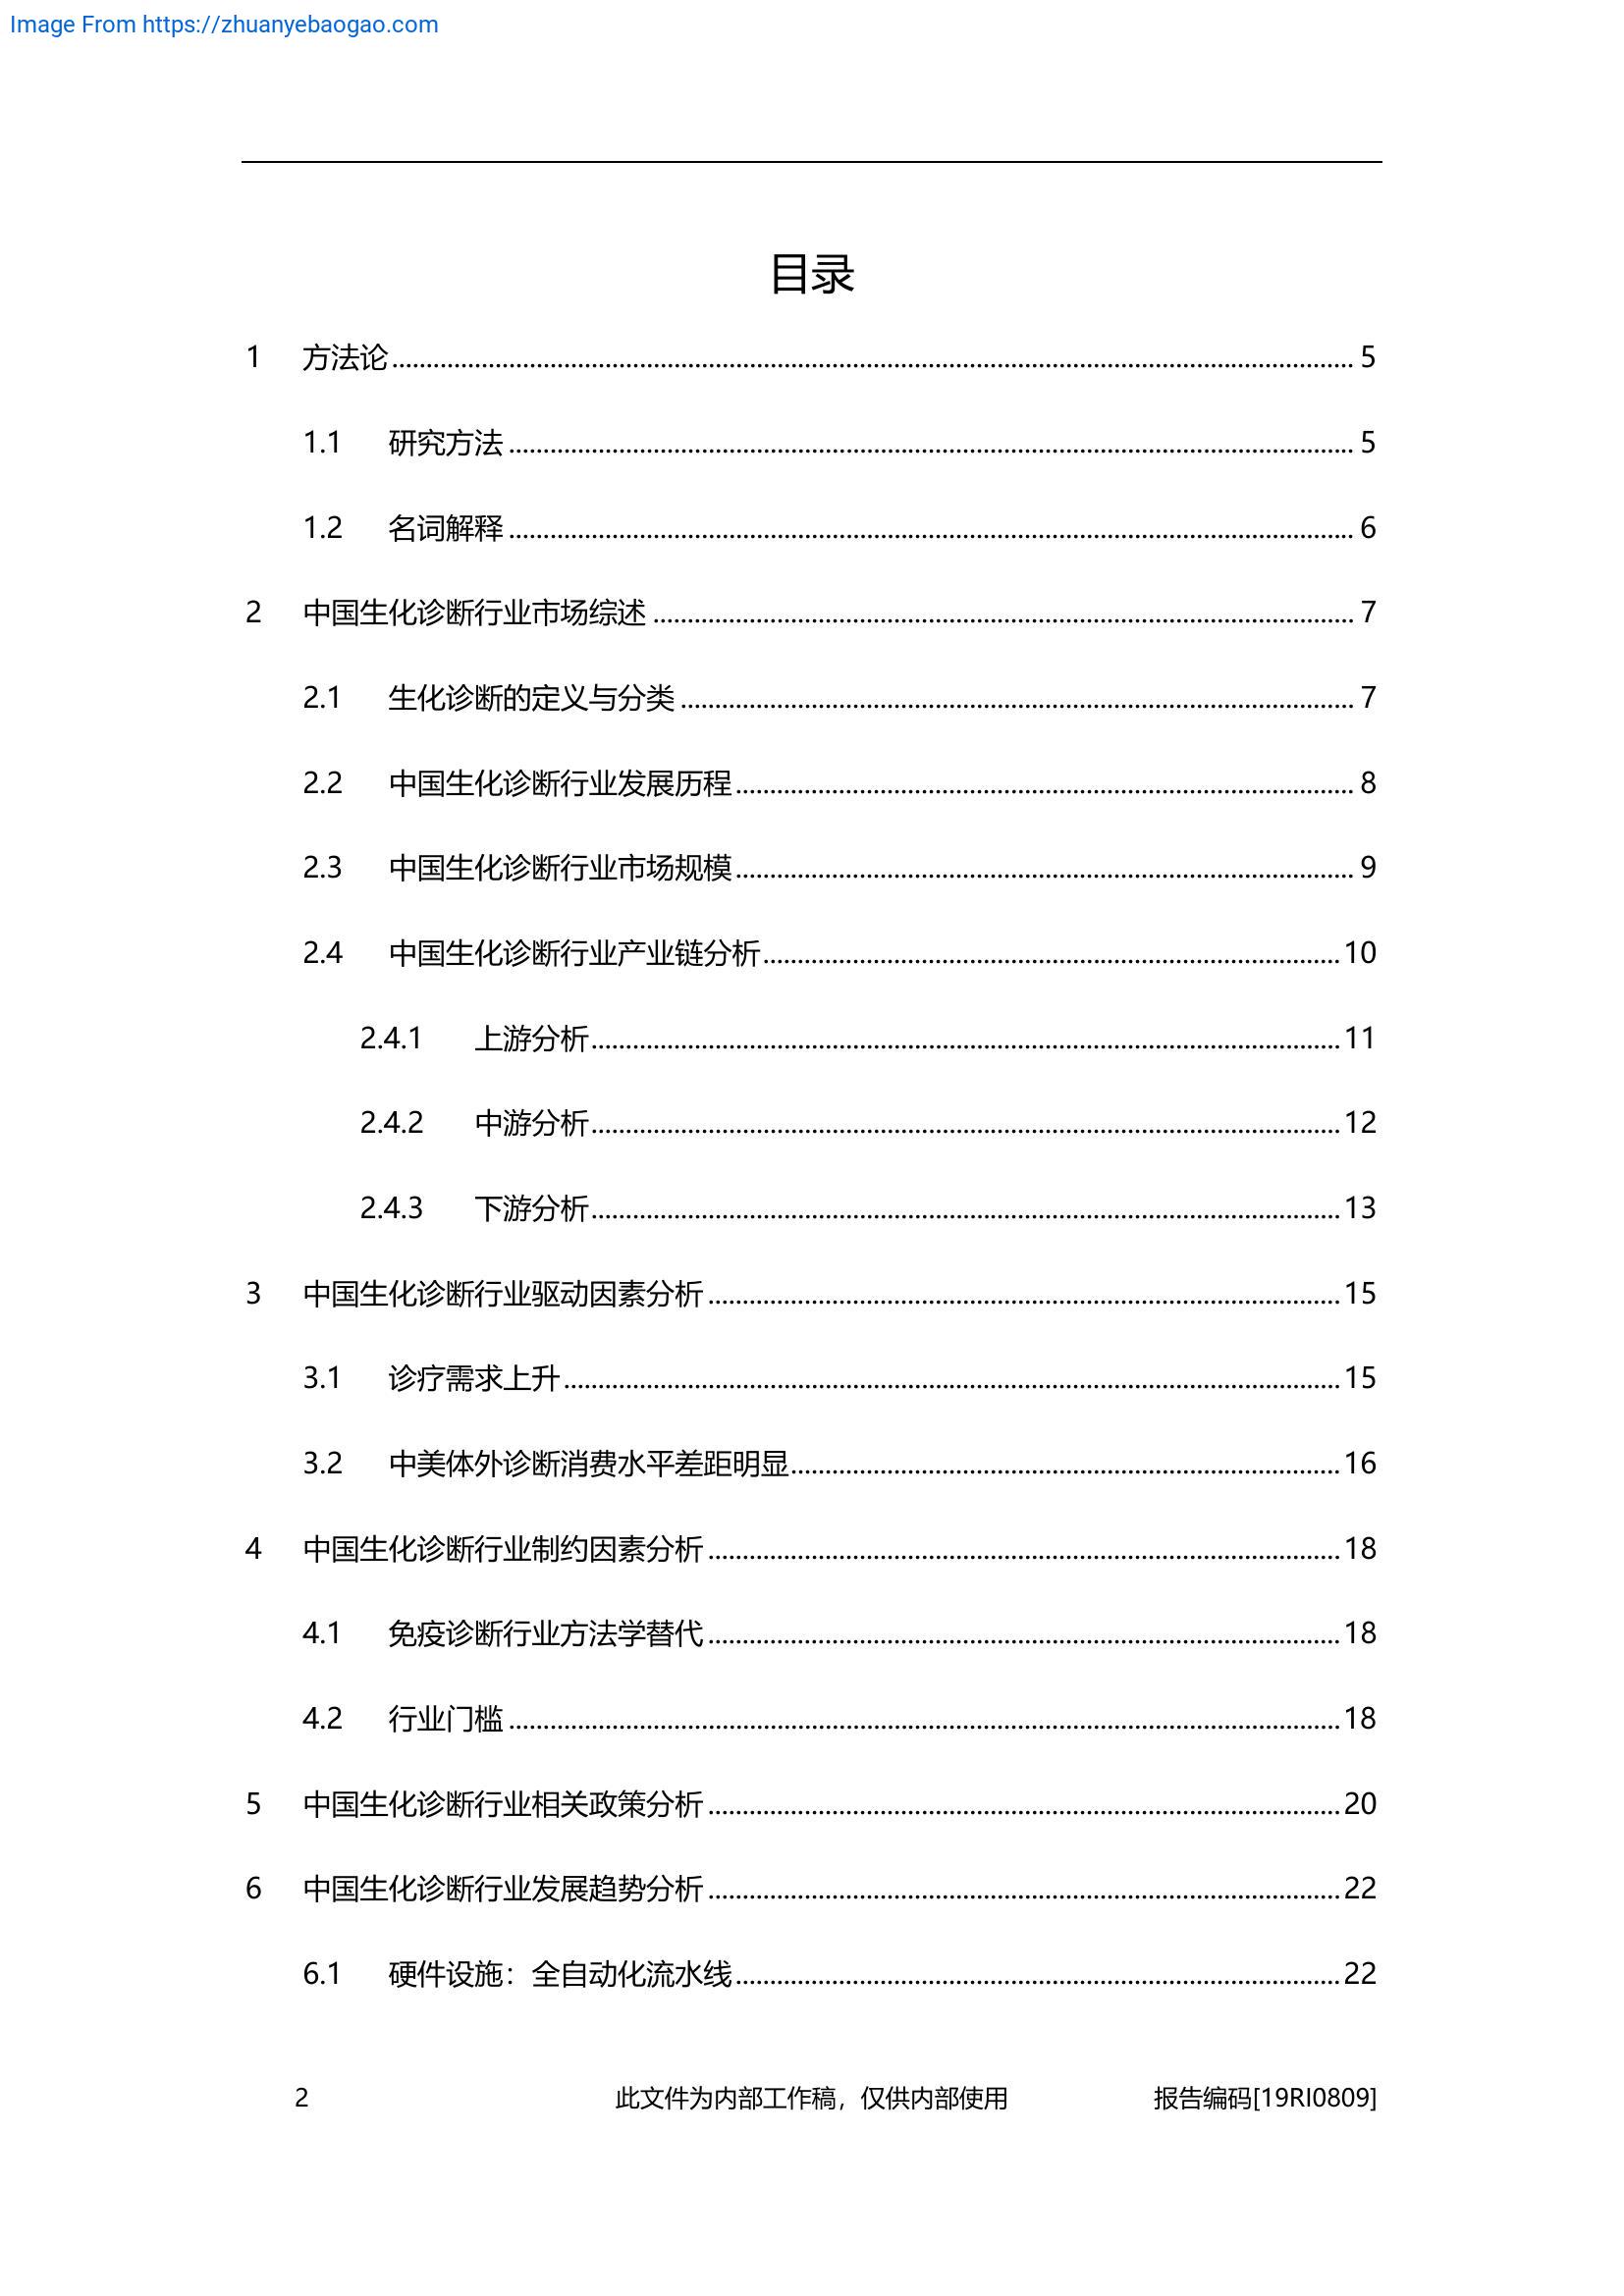 Image From https://zhuanyebaogao.com
目录
1 方法论 5
1.1 研究方法 5
1.2 名词解释 6
2 中国生化诊断行业市场综述 7
2.1 生化诊断的定义与分类 7
2.2 中国生化诊断行业发展历程 8
2.3 中国生化诊断行业市场规模 9
2.4 中国生化诊断行业产业链分析 10
2.4.1 上游分析 11
2.4.2 中游分析 12
2.4.3 下游分析 13
3 中国生化诊断行业驱动因素分析 15
3.1 诊疗需求上升 15
3.2 中美体外诊断消费水平差距明显 16
4 中国生化诊断行业制约因素分析 18
4.1 免疫诊断行业方法学替代 18
4.2 行业门槛 18
5 中国生化诊断行业相关政策分析 20
6 中国生化诊断行业发展趋势分析 22
6.1 硬件设施：全自动化流水线 22
2 此文件为内部工作稿，仅供内部使用 报告编码[19RI0809]